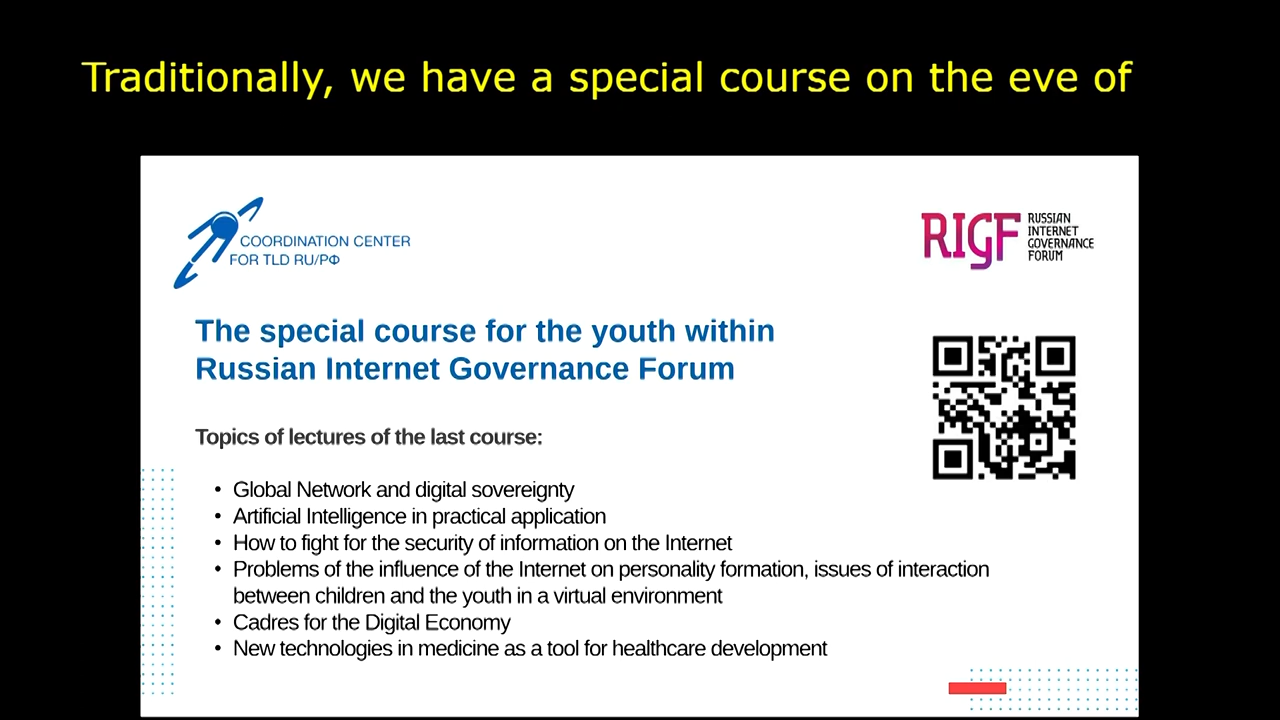 Traditionally, we have a special course on the eve of
COORDINATION CENTER
FOR TLD RU/РФ
RIGF
RUSSIAN
INTERNET
GOVERNANCE
FORUM
The special course for the youth within
Russian Internet Governance Forum
Topics of lectures of the last course:
• Global Network and digital sovereignty
• Artificial Intelligence in practical application
• How to fight for the security of information on the Internet
• Problems of the influence of the Internet on personality formation, issues of interaction
between children and the youth in a virtual environment
• Cadres for the Digital Economy
• New technologies in medicine as a tool for healthcare development